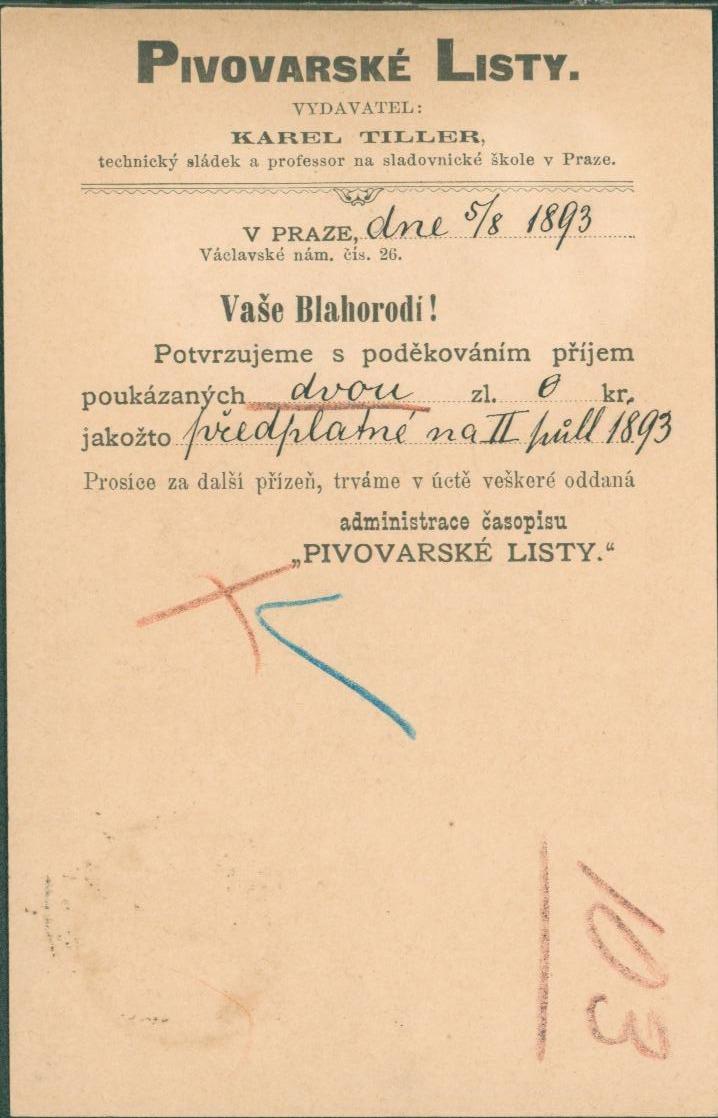 PIVOVARSKÉ LISTY.
VYDAVATEL:
KAREL TILLER,
technický sládek a professor na sladovnické škole v Praze.
V PRAZE, dne 5/8 1893
Václavské nám. čís. 26.
Vaše Blahorodí!
Potvrzujeme s poděkováním příjem
poukázaných dvou zl. 0 kr.
jakožto předplatné na II půll 1893
Prosíce za další přízeň, trváme v úctě veškeré oddaná
administrace časopisu
„PIVOVARSKÉ LISTY.“
103